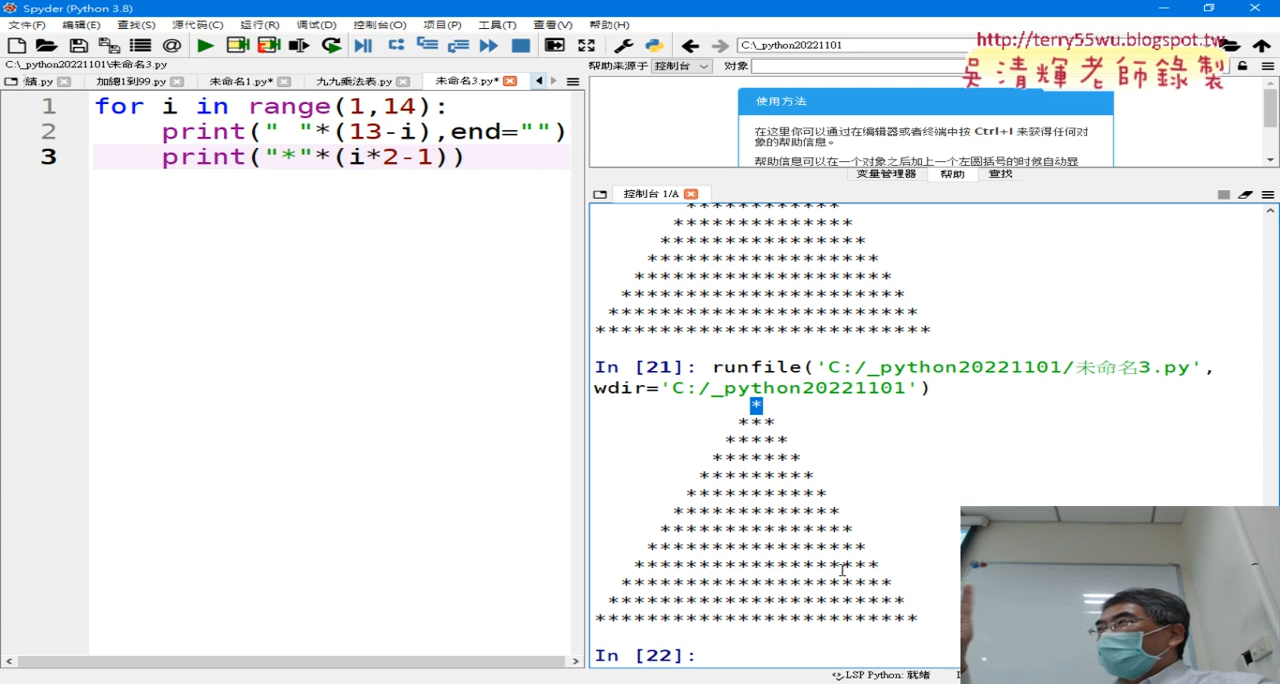 Spyder (Python 3.8)
文件(F) 编辑(E) 查找(S) 源代码(C) 运行(R) 调试(D) 控制台(O) 项目(P) 工具(T) 查看(V) 帮助(H)
C:\_python20221101
http://terry55wu.blogspot.tw
吳清輝老師錄製
C:\_python20221101\未命名3.py
帮助来源于 控制台 对象
绩.py 加總1到99.py 未命名1.py* 九九乘法表.py 未命名3.py*
1 for i in range(1,14):
2 print(" "*(13-i),end="")
3 print("*"*(i*2-1))
使用方法
在这里你可以通过在编辑器或者终端中按 Ctrl+I 来获得任何对
象的帮助信息。
帮助信息可以在一个对象之后加上一个左圆括号的时候自动显
变量管理器 帮助 查找
控制台 1/A
************
**************
****************
******************
********************
**********************
************************
**************************
In [21]: runfile('C:/_python20221101/未命名3.py',
wdir='C:/_python20221101')
*
***
*****
*******
*********
***********
*************
***************
*****************
*******************
*********************
***********************
*************************
In [22]:
LSP Python: 就绪